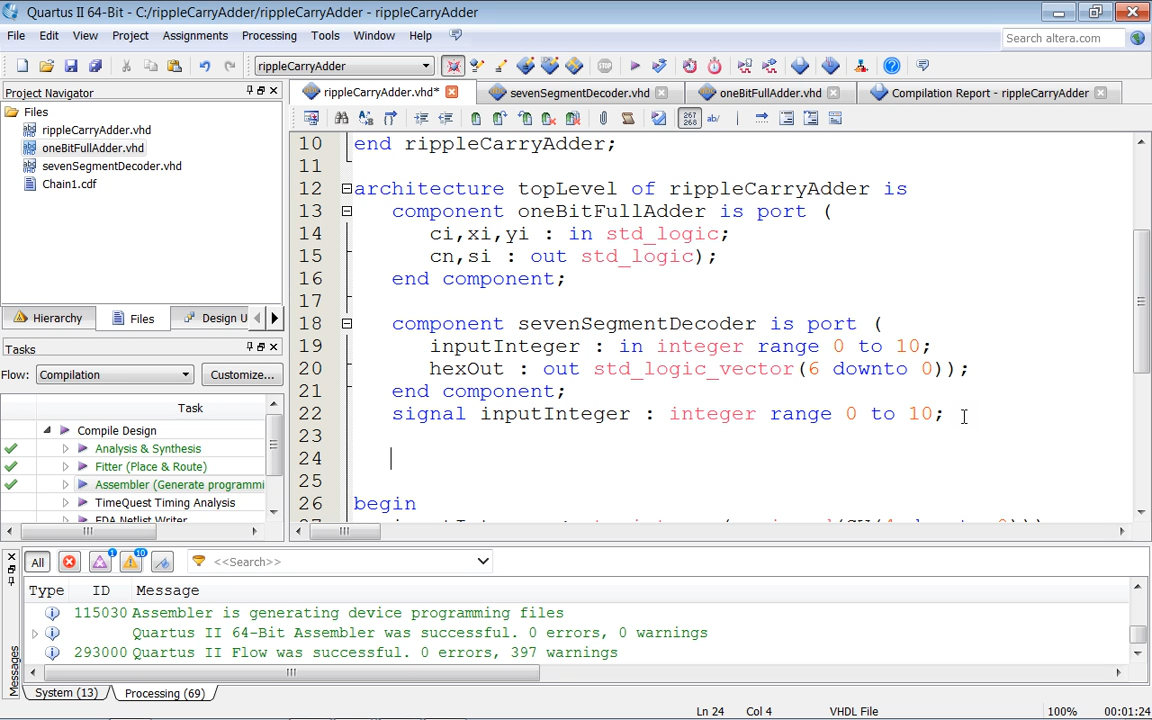 Quartus II 64-Bit - C:/rippleCarryAdder/rippleCarryAdder - rippleCarryAdder
File Edit View Project Assignments Processing Tools Window Help
Search altera.com
rippleCarryAdder
Project Navigator
Files
rippleCarryAdder.vhd
oneBitFullAdder.vhd
sevenSegmentDecoder.vhd
Chain1.cdf
Hierarchy Files Design U
Tasks
Flow: Compilation Customize...
Task
Compile Design
Analysis & Synthesis
Fitter (Place & Route)
Assembler (Generate programmi
TimeQuest Timing Analysis
EDA Netlist Writer
rippleCarryAdder.vhd* sevenSegmentDecoder.vhd oneBitFullAdder.vhd Compilation Report - rippleCarryAdder
267
268
ab/
10 end rippleCarryAdder;
11
12 architecture topLevel of rippleCarryAdder is
13 component oneBitFullAdder is port (
14 ci,xi,yi : in std_logic;
15 cn,si : out std_logic);
16 end component;
17
18 component sevenSegmentDecoder is port (
19 inputInteger : in integer range 0 to 10;
20 hexOut : out std_logic_vector(6 downto 0));
21 end component;
22 signal inputInteger : integer range 0 to 10;
23
24
25
26 begin
All <<Search>>
Type ID Message
115030 Assembler is generating device programming files
Quartus II 64-Bit Assembler was successful. 0 errors, 0 warnings
293000 Quartus II Flow was successful. 0 errors, 397 warnings
Messages
System (13) Processing (69)
Ln 24 Col 4 VHDL File 100% 00:01:24